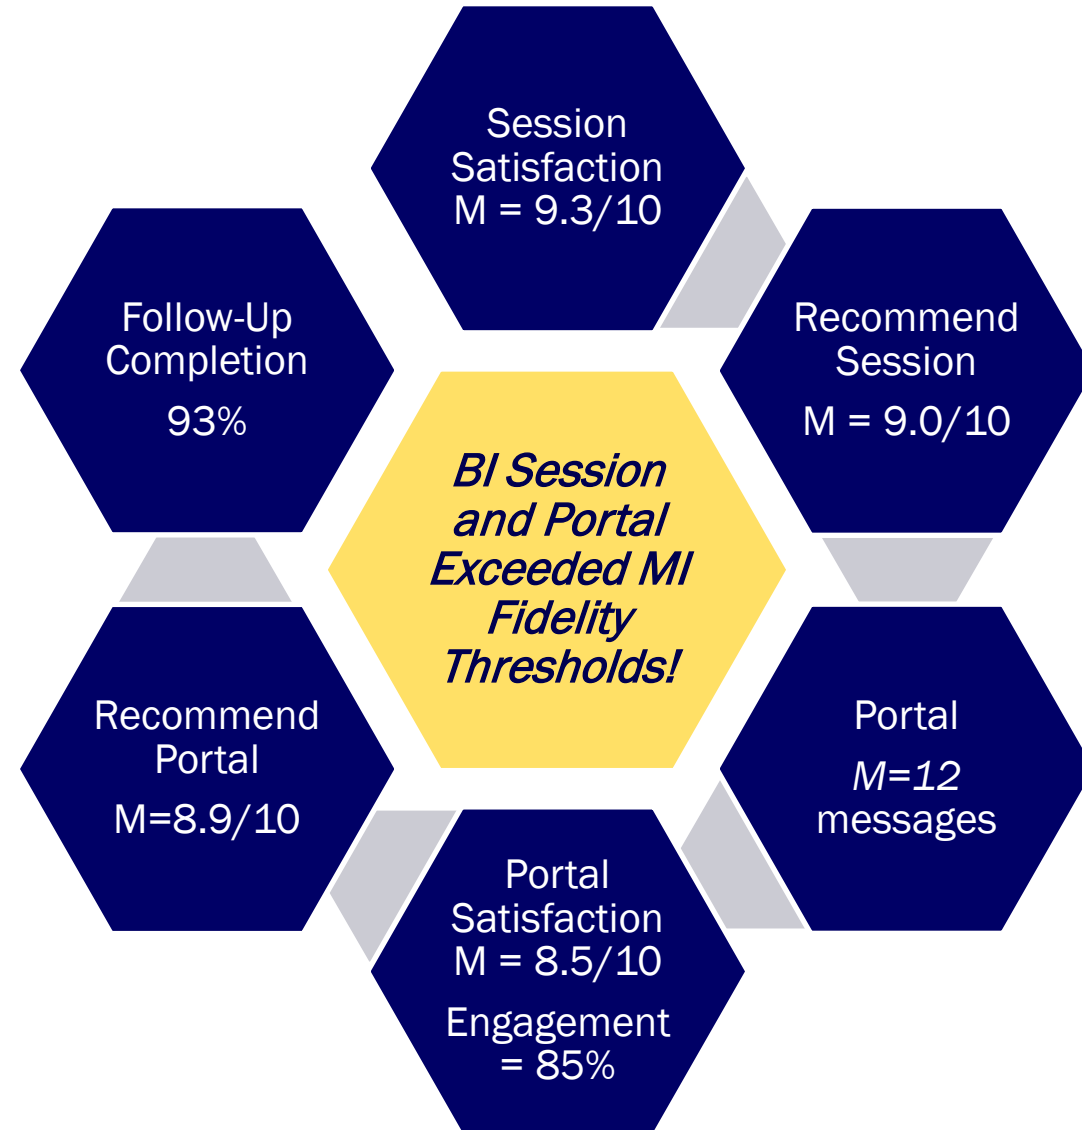 Session
Satisfaction
M = 9.3/10
Recommend
Session
M = 9.0/10
Portal
M=12
messages
Portal
Satisfaction
M = 8.5/10
Engagement
= 85%
Recommend
Portal
M=8.9/10
Follow-Up
Completion
93%
BI Session
and Portal
Exceeded MI
Fidelity
Thresholds!